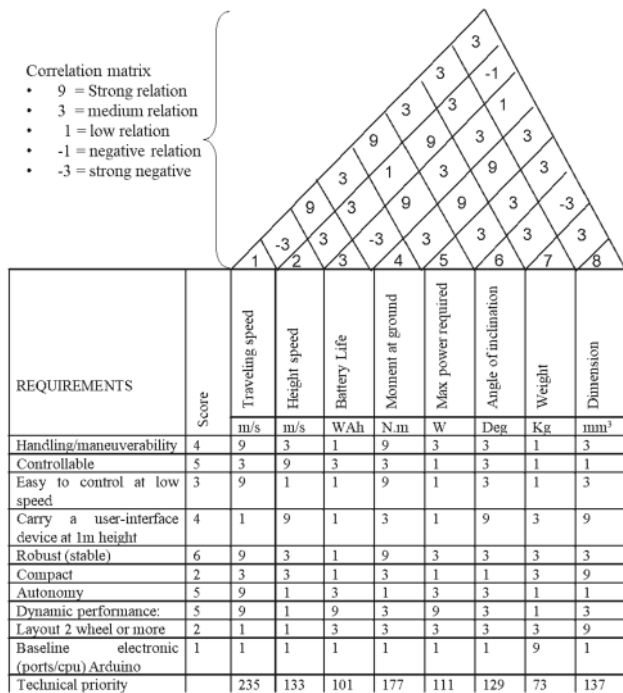 Correlation matrix
• 9 = Strong relation
• 3 = medium relation
• 1 = low relation
• -1 = negative relation
• -3 = strong negative
3
3 -1
3 3 1
9 9 3 3
3 1 3 9 3
9 3 9 9 3 -3
-3 3 -3 3 3 3 3
1 2 3 4 5 6 7 8
REQUIREMENTS
Score
Traveling speed
Height speed
Battery Life
Moment at ground
Max power required
Angle of inclination
Weight
Dimension
m/s m/s WAh N.m W Deg Kg mm³
Handling/maneuverability 4 9 3 1 9 3 3 1 3
Controllable 5 3 9 3 3 1 3 1 1
Easy to control at low 3 9 1 1 9 1 3 1 3
speed
Carry a user-interface 4 1 9 1 3 1 9 3 9
device at 1m height
Robust (stable) 6 9 3 1 9 3 3 3 3
Compact 2 3 3 1 3 1 1 3 9
Autonomy 5 9 1 3 1 3 3 1 1
Dynamic performance: 5 9 1 9 3 9 3 1 3
Layout 2 wheel or more 2 1 1 3 3 3 3 3 9
Baseline electronic 1 1 1 1 1 1 1 9 1
(ports/cpu) Arduino
Technical priority 235 133 101 177 111 129 73 137